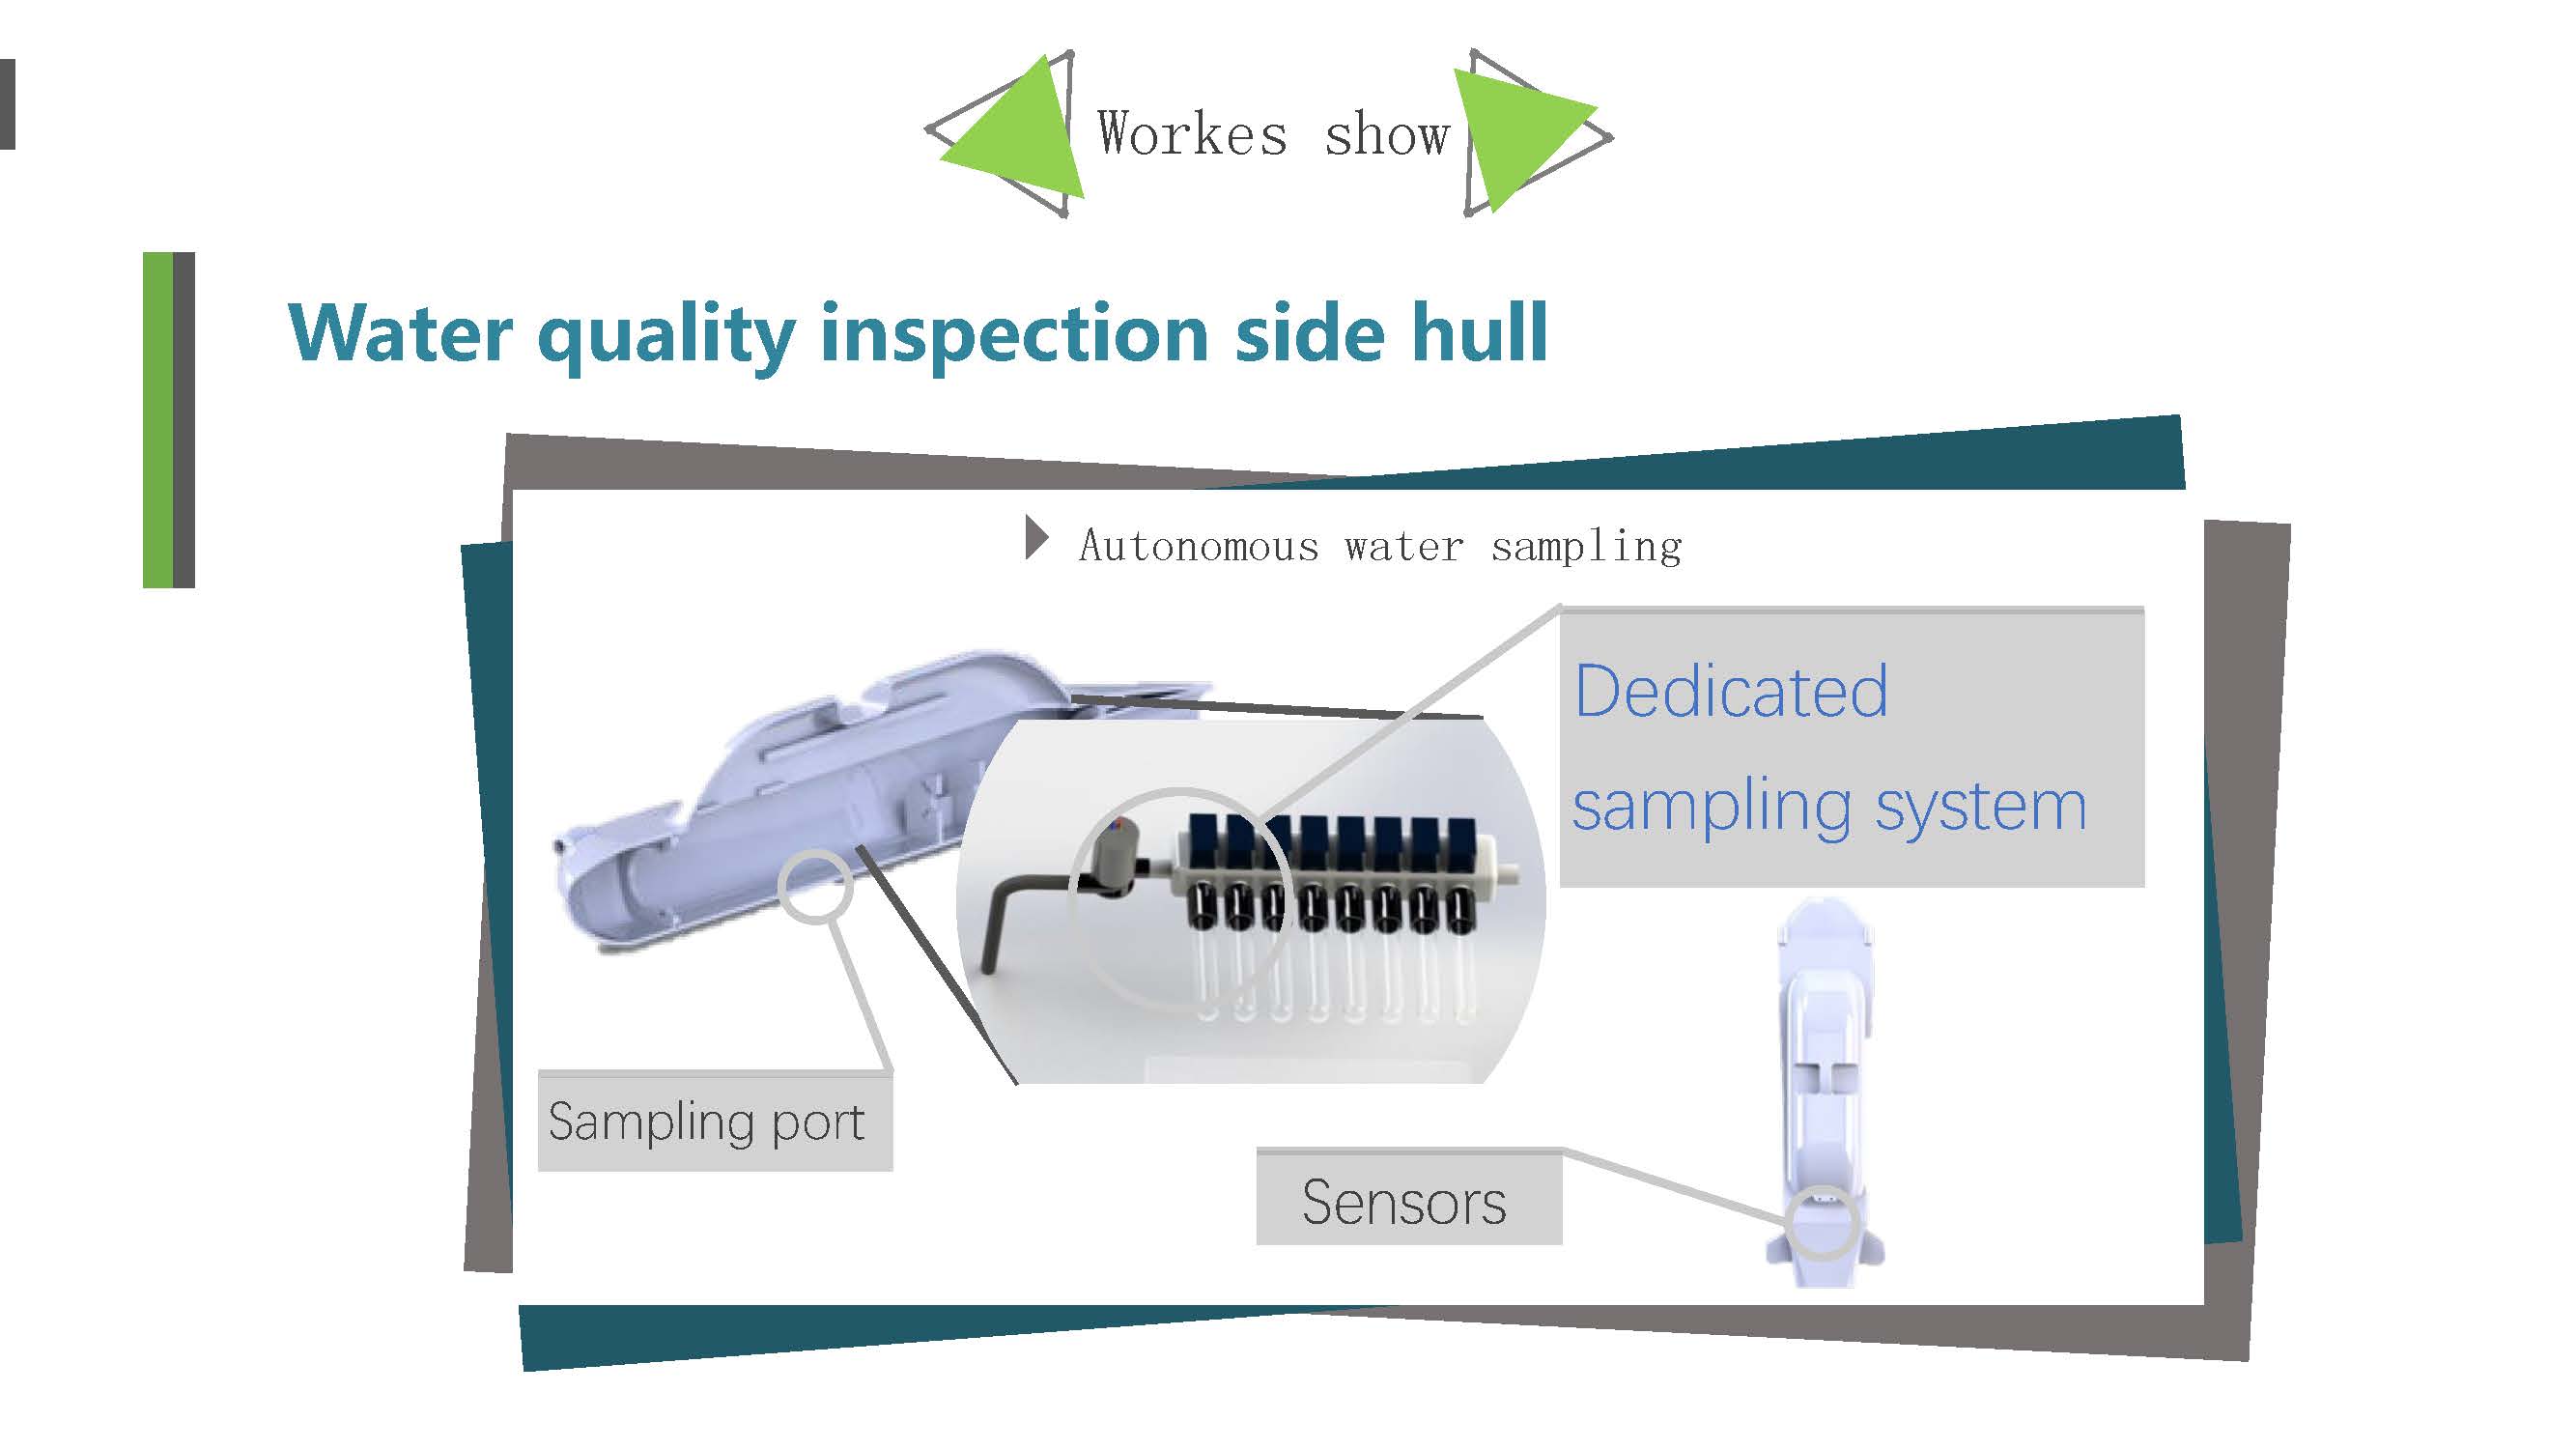 Workes show
Water quality inspection side hull
Autonomous water sampling
Dedicated
sampling system
Sampling port
Sensors